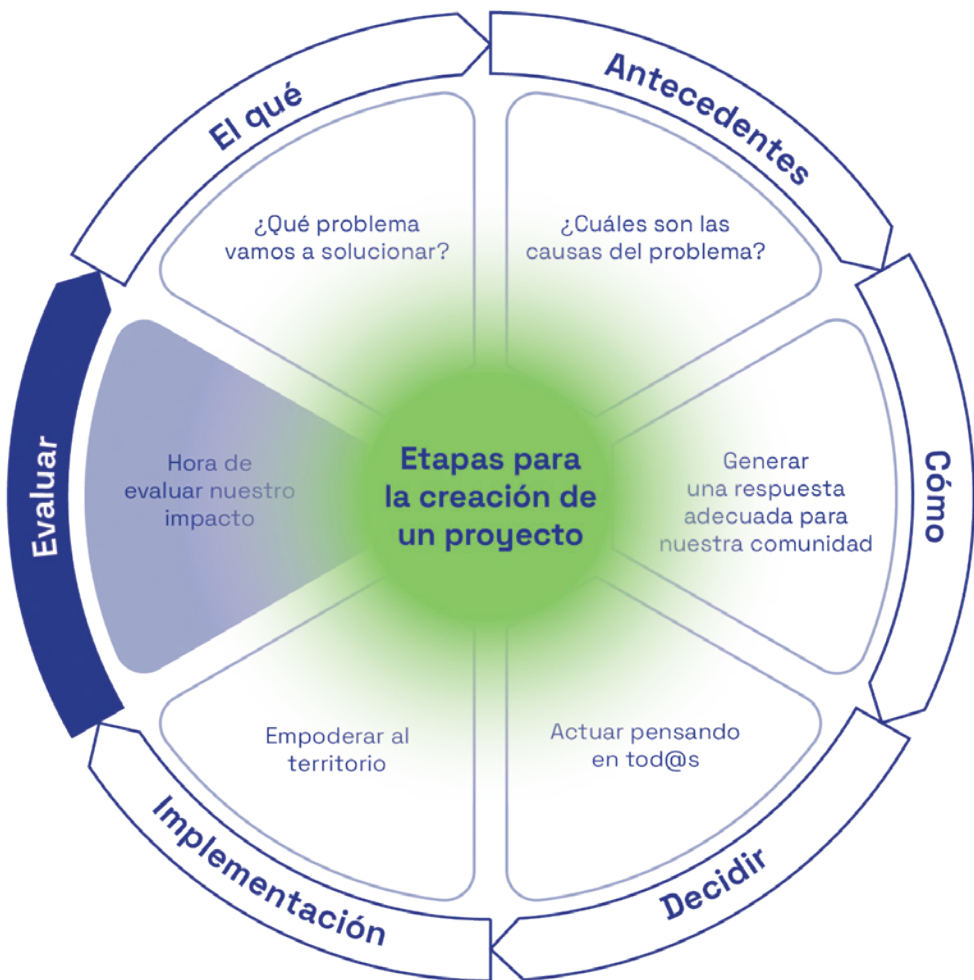 El qué
¿Qué problema
vamos a solucionar?
Antecedentes
¿Cuáles son las
causas del problema?
Cómo
Generar
una respuesta
adecuada para
nuestra comunidad
Decidir
Actuar pensando
en tod@s
Implementación
Empoderar al
territorio
Evaluar
Hora de
evaluar nuestro
impacto
Etapas para
la creación de
un proyecto